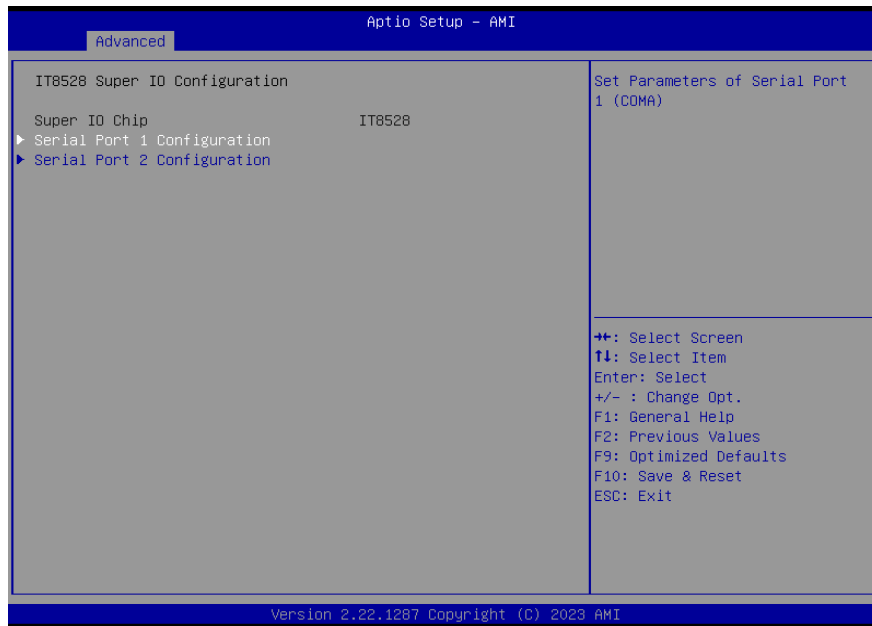 Aptio Setup – AMI
Advanced
IT8528 Super IO Configuration
Super IO Chip IT8528
▶ Serial Port 1 Configuration
▶ Serial Port 2 Configuration
Set Parameters of Serial Port
1 (COMA)
→←: Select Screen
↑↓: Select Item
Enter: Select
+/- : Change Opt.
F1: General Help
F2: Previous Values
F9: Optimized Defaults
F10: Save & Reset
ESC: Exit
Version 2.22.1287 Copyright (C) 2023 AMI